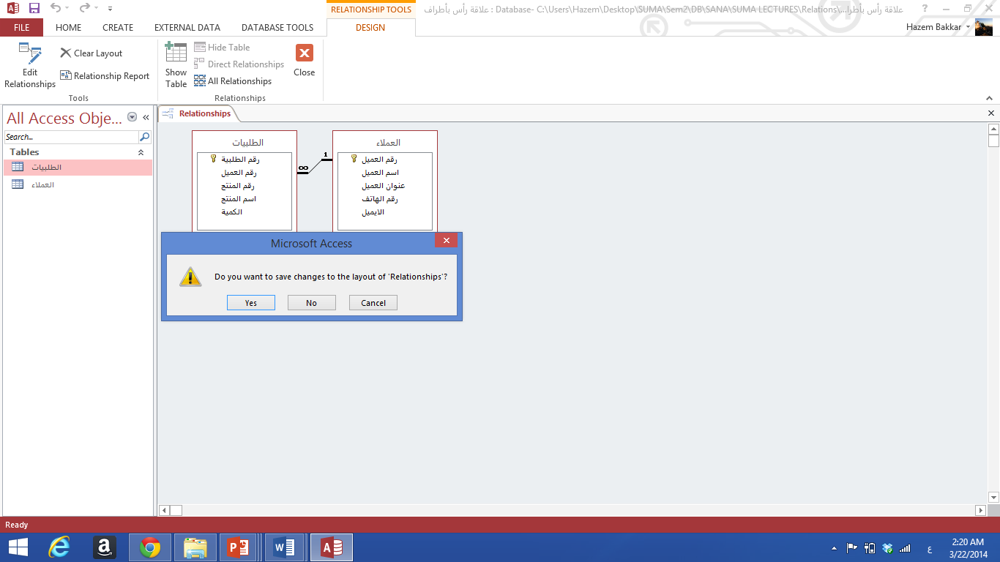 RELATIONSHIP TOOLS
علاقة رأس بأطراف : Database- C:\Users\Hazem\Desktop\SUMA\Sem2\DB\SANA\SUMA LECTURES\Relations\علاقة رأس بأطرا...
?
FILE HOME CREATE EXTERNAL DATA DATABASE TOOLS DESIGN
Hazem Bakkar
Edit Relationships
Clear Layout
Relationship Report
Tools
Show Table
Hide Table
Direct Relationships
All Relationships
Close
Relationships
All Access Obje...
Search...
Tables
الطلبيات
العملاء
Relationships
الطلبيات
رقم الطلبية
رقم العميل
رقم المنتج
اسم المنتج
الكمية
∞
1
العملاء
رقم العميل
اسم العميل
عنوان العميل
رقم الهاتف
الايميل
Microsoft Access
Do you want to save changes to the layout of 'Relationships'?
Yes
No
Cancel
Ready
ع
2:20 AM
3/22/2014